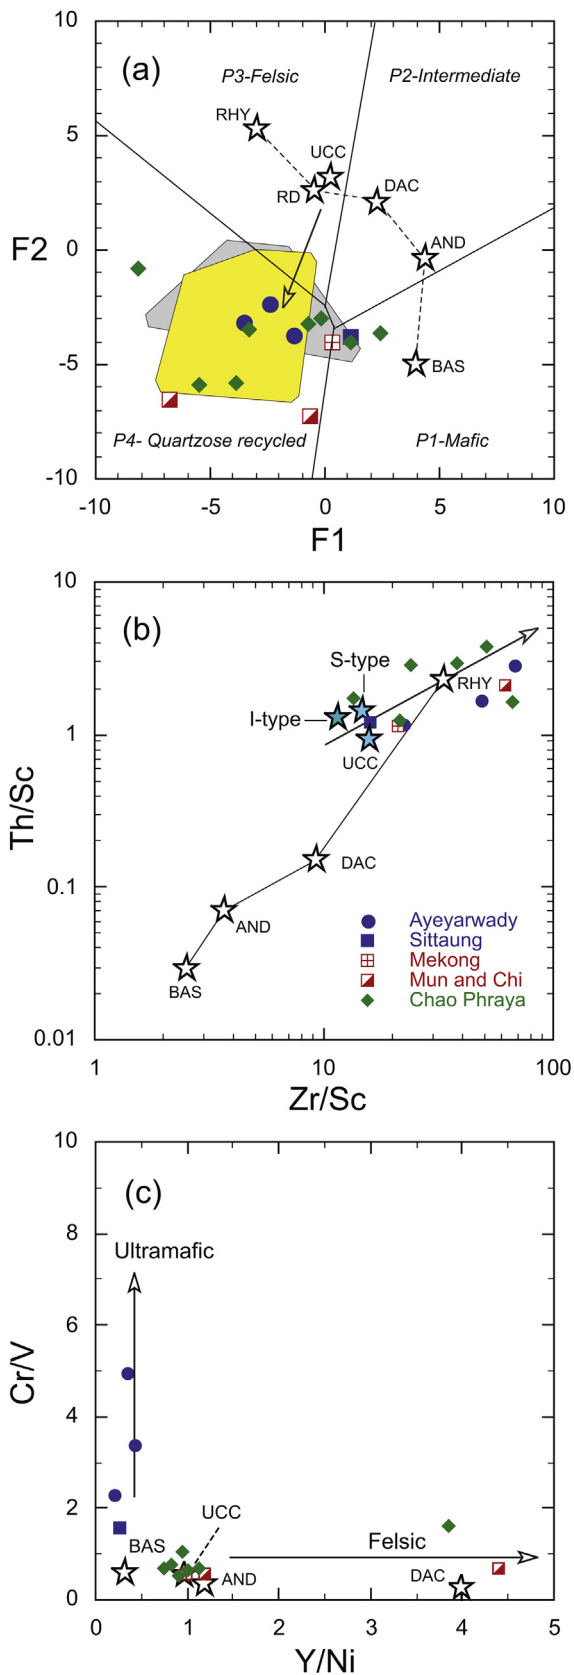 10
(a)
P3-Felsic
P2-Intermediate
RHY
5
UCC
RD
DAC
F2
0
AND
-5
BAS
P4- Quartzose recycled
P1-Mafic
-10
-10
-5
0
5
10
F1
10
(b)
S-type
RHY
I-type
1
UCC
Th/Sc
DAC
0.1
AND
Ayeyarwady
Sittaung
Mekong
BAS
Mun and Chi
Chao Phraya
0.01
1
10
100
Zr/Sc
10
(c)
8
Ultramafic
6
Cr/V
4
2
UCC
BAS
Felsic
AND
DAC
0
0
1
2
3
4
5
Y/Ni